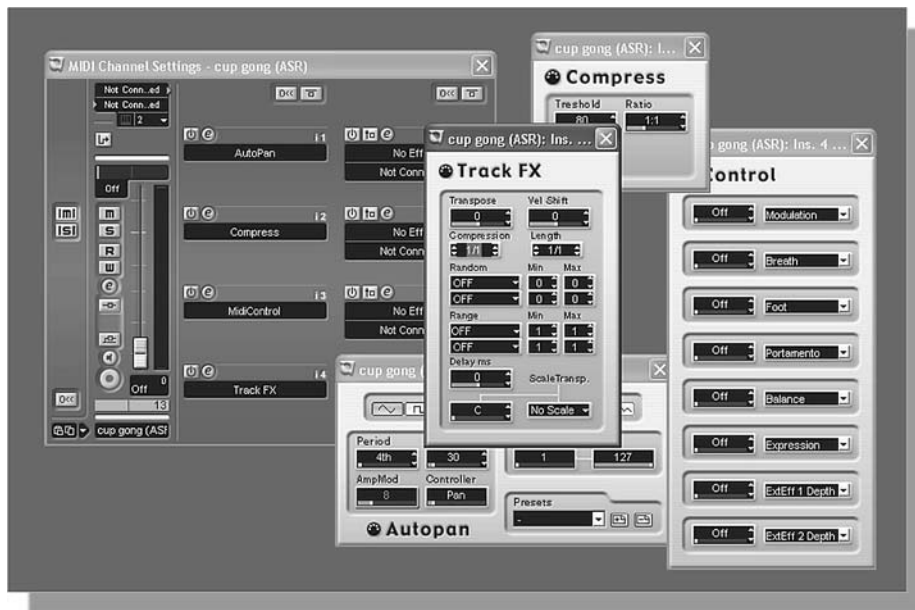 MIDI Channel Settings - cup gong (ASR)
Not Conn..ed
Not Conn..ed
2
Off
m
S
R
W
e
0
Off
13
cup gong (ASF
[m]
[S]
i 1
AutoPan
i 2
Compress
i 3
MidiControl
i 4
Track FX
No Eff
Not Conn
No Eff
Not Conn
No Eff
Not Conn
cup gong (ASR): I...
Compress
Treshold
Ratio
80
1:1
cup gong (ASR): Ins. ...
Track FX
Transpose
Vel Shift
0
0
Compression
Length
1/1
1/1
Random
Min
Max
OFF
0
0
OFF
0
0
Range
Min
Max
OFF
1
1
OFF
1
1
Delay ms
0
ScaleTransp.
C
No Scale
gong (ASR): Ins. 4 ...
Control
Off
Modulation
Off
Breath
Off
Foot
Off
Portamento
Off
Balance
Off
Expression
Off
ExtEff 1 Depth
Off
ExtEff 2 Depth
cup gong (
Period
4th
30
1
127
AmpMod
Controller
8
Pan
Presets
-
Autopan